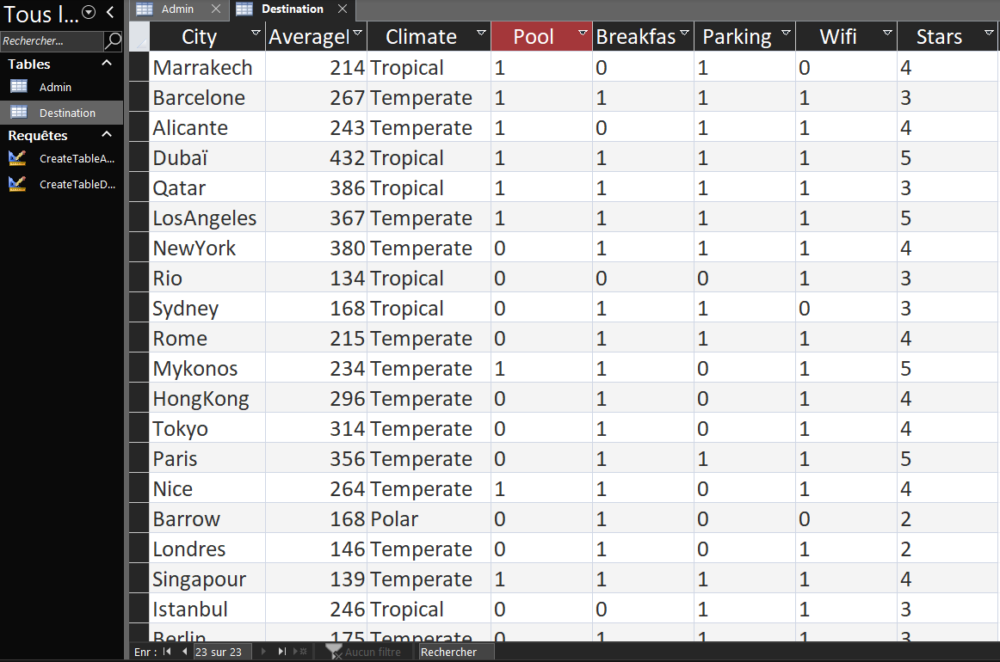 Tous l...
Rechercher...
Tables
Admin
Destination
Requêtes
CreateTableA...
CreateTableD...
Admin Destination
City Averagel Climate Pool Breakfas Parking Wifi Stars
Marrakech 214 Tropical 1 0 1 0 4
Barcelone 267 Temperate 1 1 1 1 3
Alicante 243 Temperate 1 0 1 1 4
Dubaï 432 Tropical 1 1 1 1 5
Qatar 386 Tropical 1 1 1 1 3
LosAngeles 367 Temperate 1 1 1 1 5
NewYork 380 Temperate 0 1 1 1 4
Rio 134 Tropical 0 0 0 1 3
Sydney 168 Tropical 0 1 1 0 3
Rome 215 Temperate 0 1 1 1 4
Mykonos 234 Temperate 1 1 0 1 5
HongKong 296 Temperate 0 1 0 1 4
Tokyo 314 Temperate 0 1 0 1 4
Paris 356 Temperate 0 1 1 1 5
Nice 264 Temperate 1 1 0 1 4
Barrow 168 Polar 0 1 0 0 2
Londres 146 Temperate 0 1 0 1 2
Singapour 139 Temperate 1 1 1 1 4
Istanbul 246 Tropical 0 0 1 1 3
Berlin 175 Temperate 0 1 1 1 3
Enr : 23 sur 23 Aucun filtre Rechercher